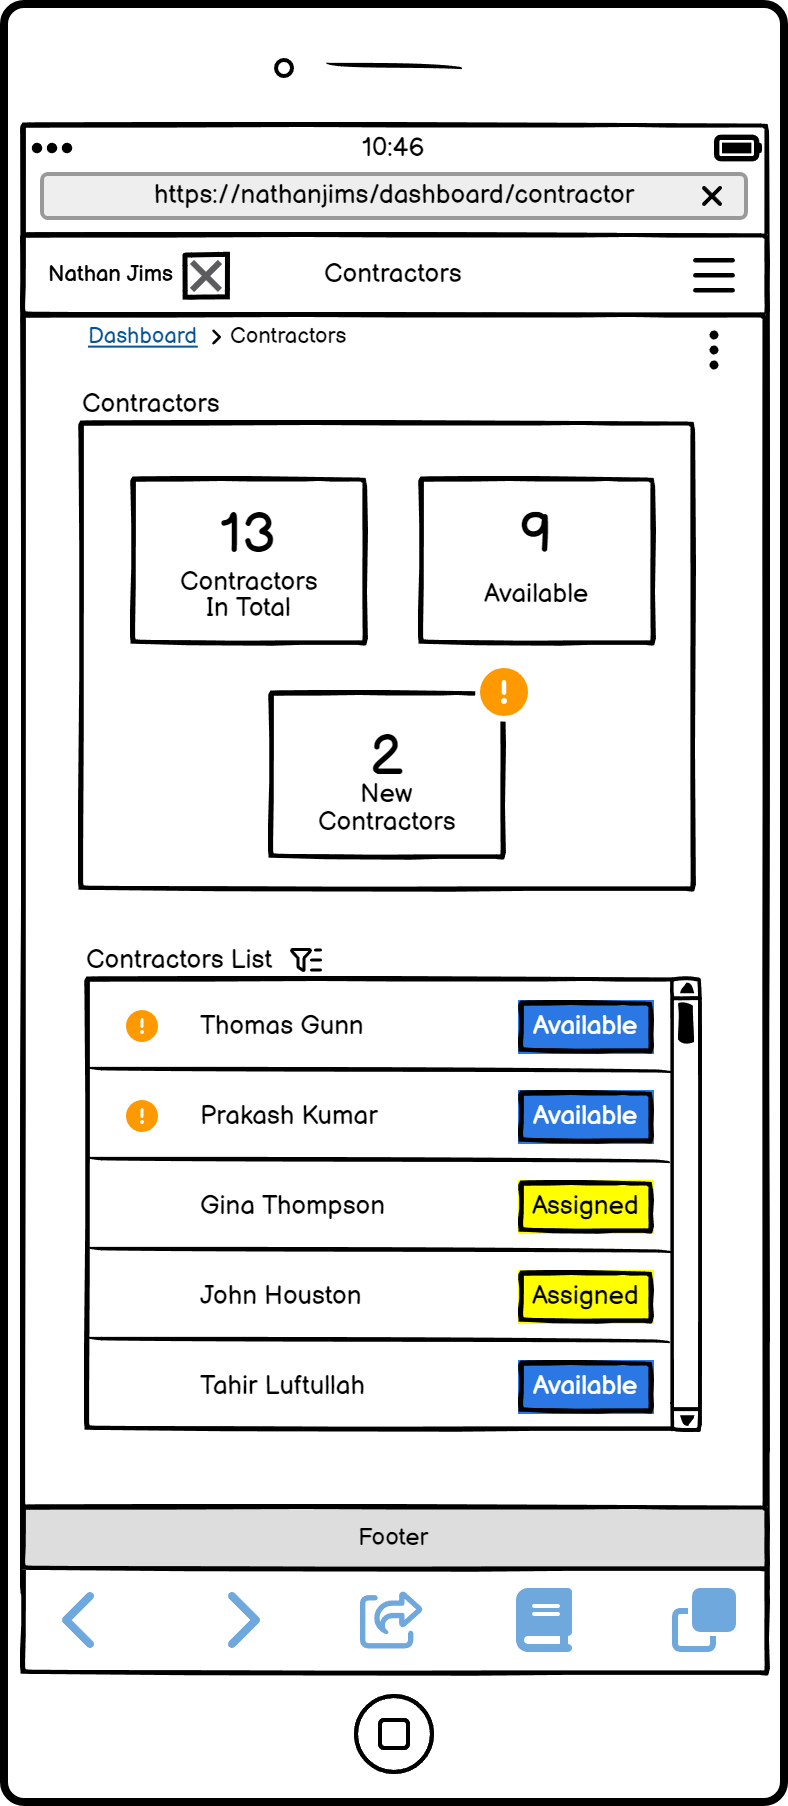 10:46
https://nathanjims/dashboard/contractor
Nathan Jims
Contractors
Dashboard > Contractors
Contractors
13
Contractors
In Total
9
Available
2
New
Contractors
Contractors List
Thomas Gunn Available
Prakash Kumar Available
Gina Thompson Assigned
John Houston Assigned
Tahir Luftullah Available
Footer